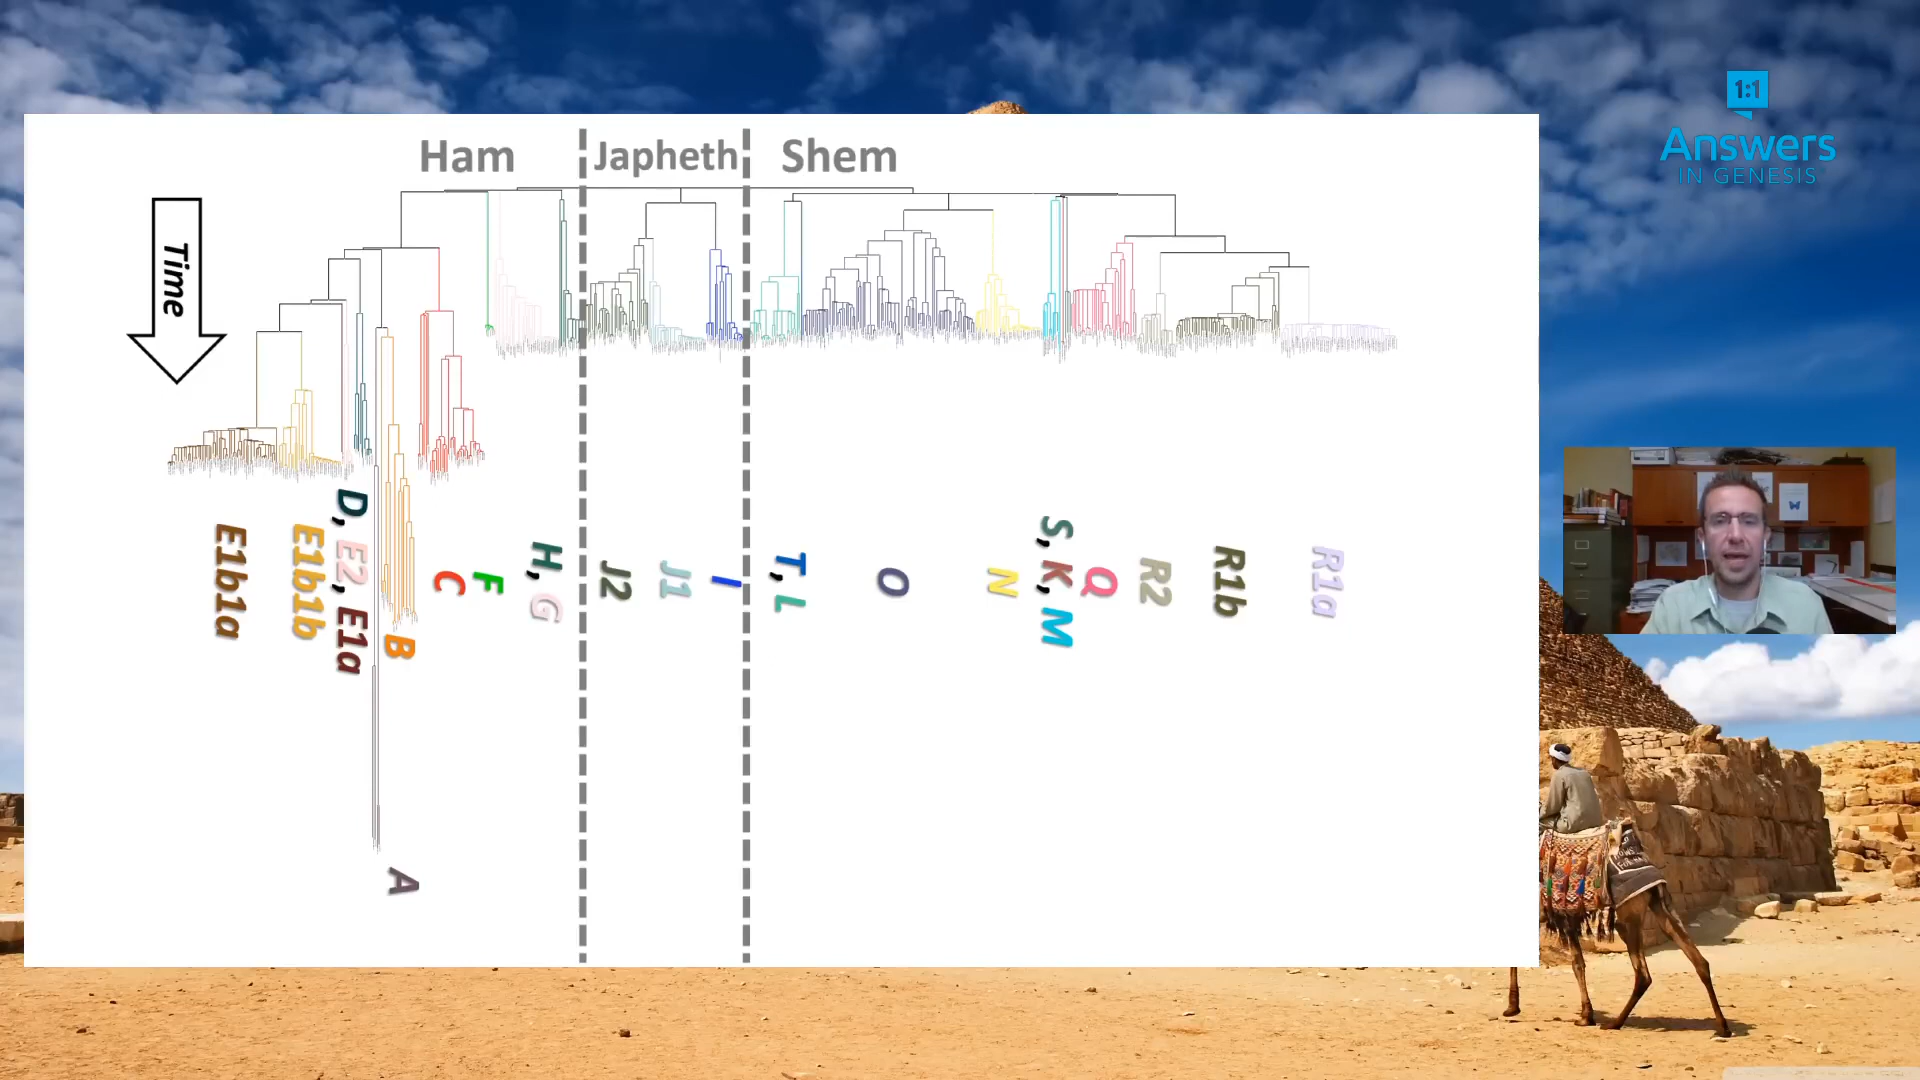 Ham
Japheth
Shem
1:1
Answers
IN GENESIS
Time
E1b1a
E1b1b
D, E2, E1a
B
A
C
F
H, G
J2
J1
I
T, L
O
N
S, K, M
Q
R2
R1b
R1a